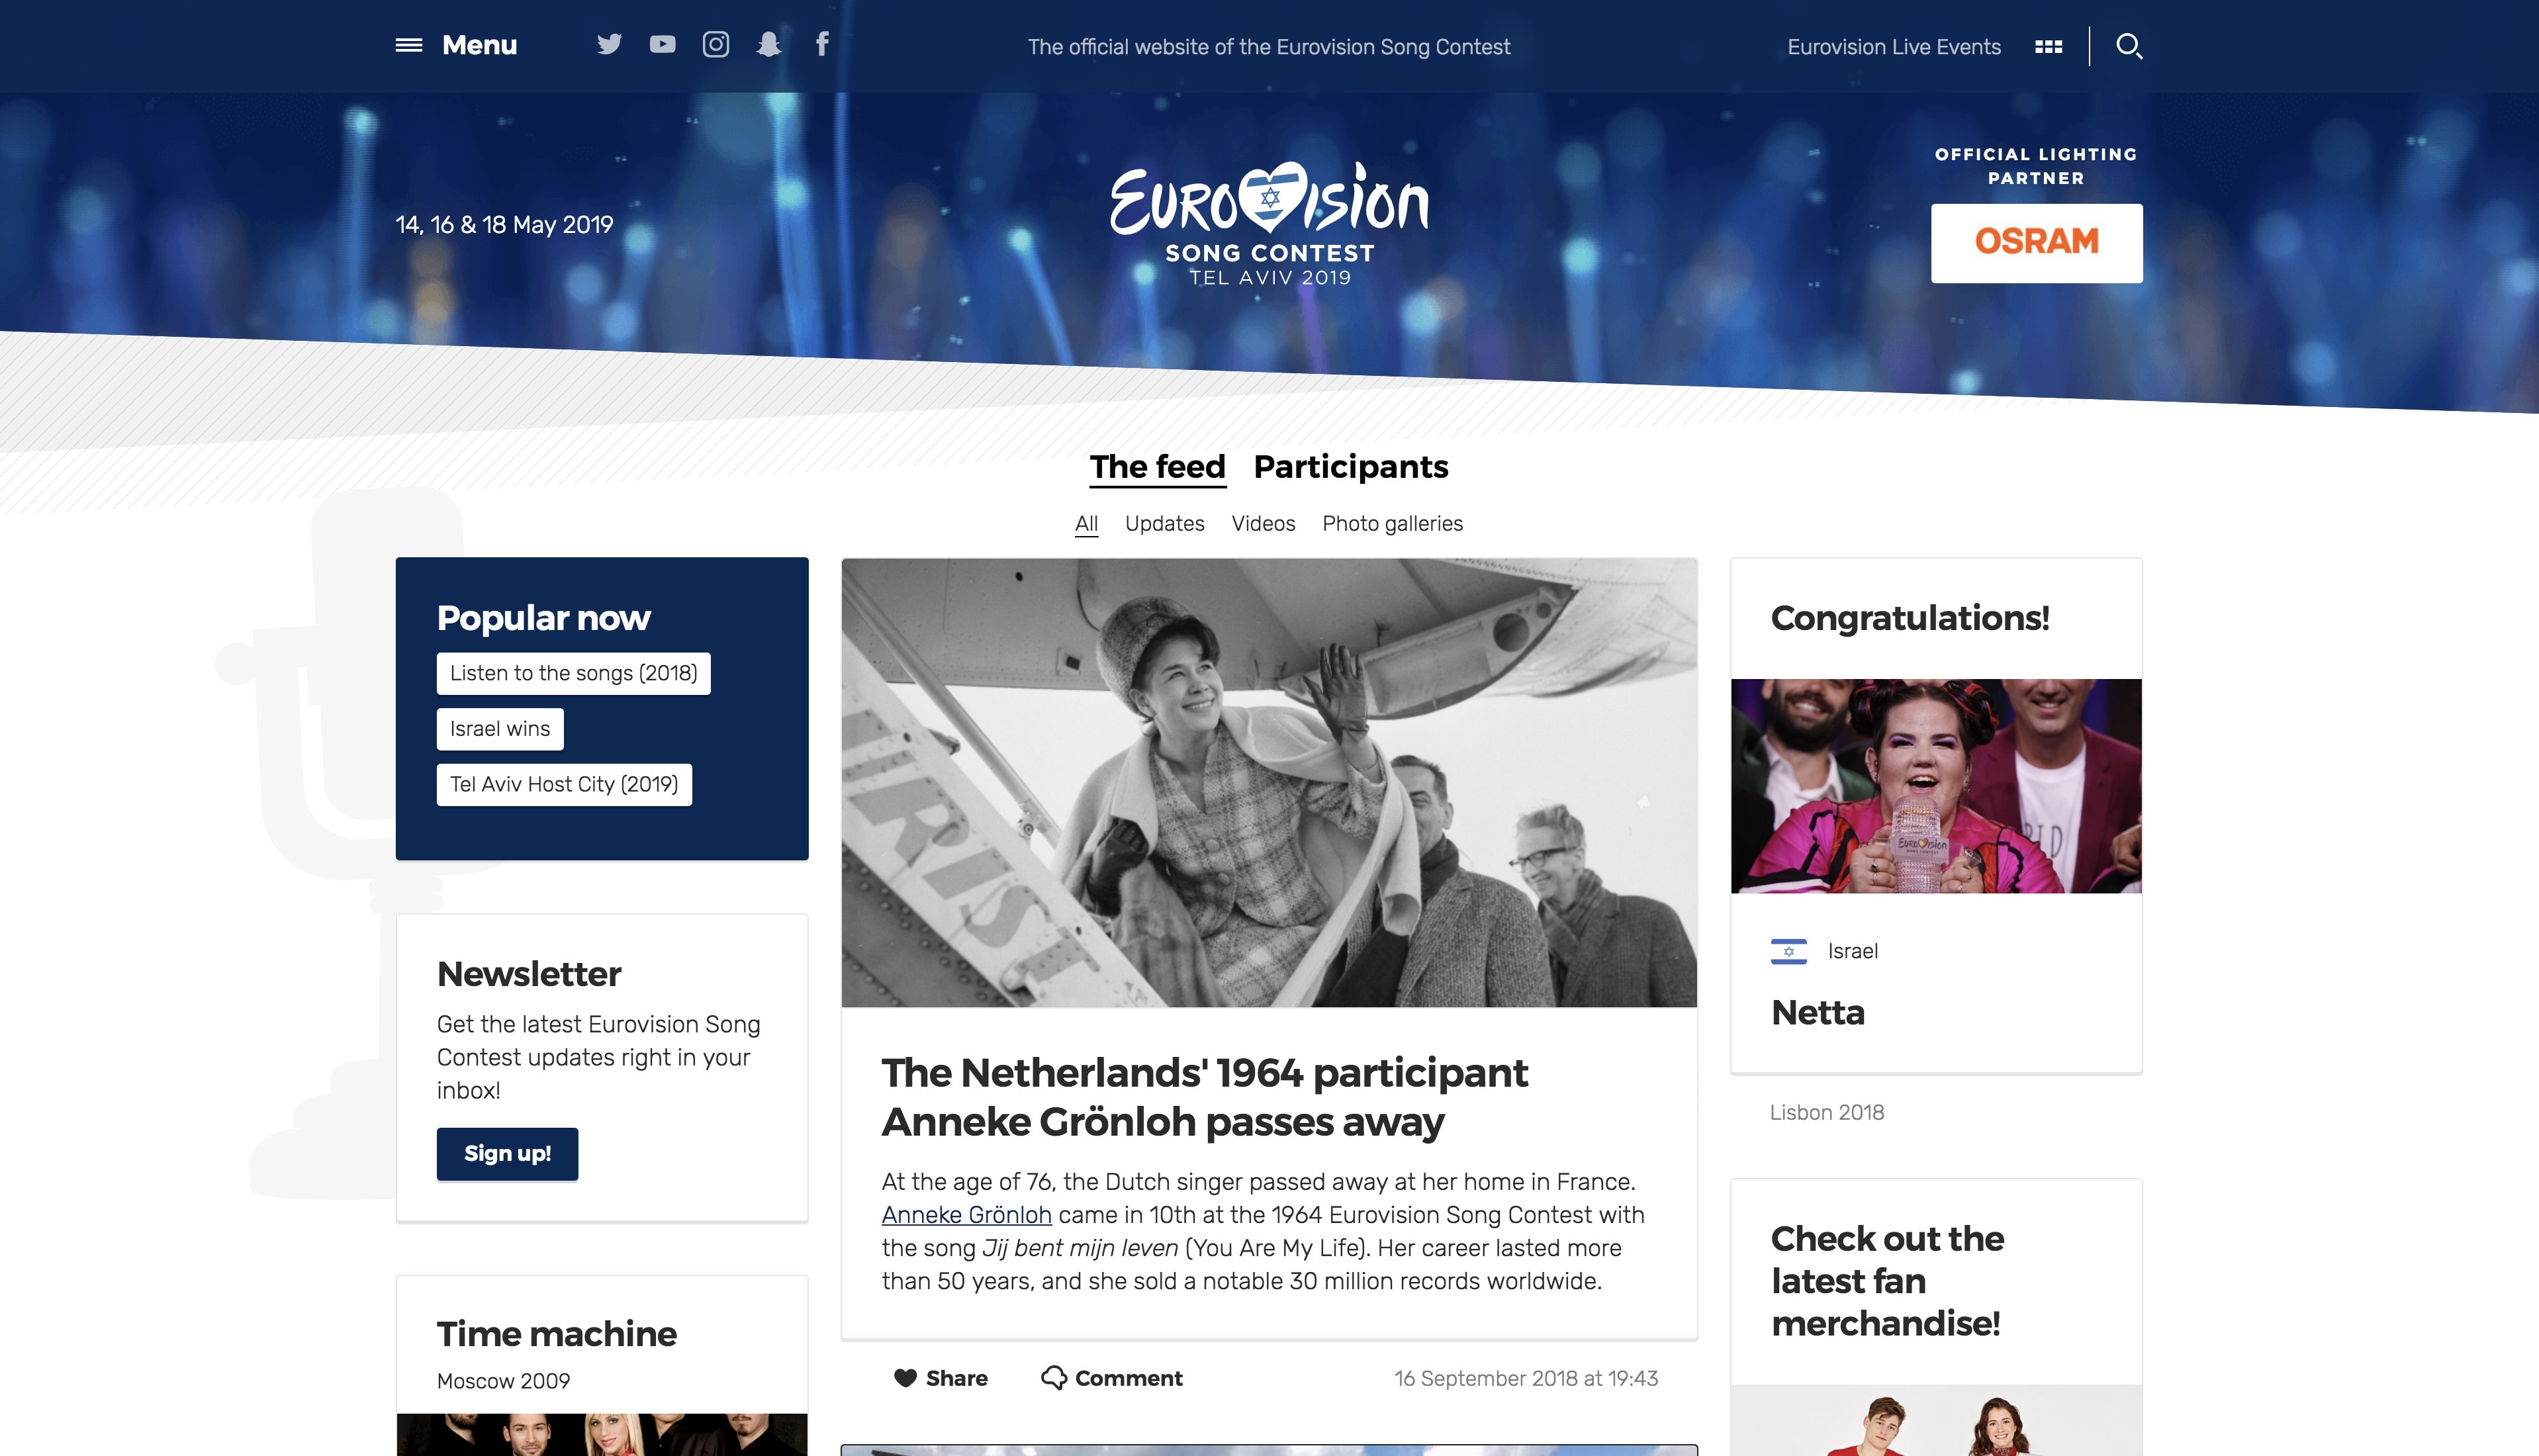 Menu
The official website of the Eurovision Song Contest
Eurovision Live Events
14, 16 & 18 May 2019
EUROVISION
SONG CONTEST
TEL AVIV 2019
OFFICIAL LIGHTING
PARTNER
OSRAM
The feed Participants
All Updates Videos Photo galleries
Popular now
Listen to the songs (2018)
Israel wins
Tel Aviv Host City (2019)
Newsletter
Get the latest Eurovision Song
Contest updates right in your
inbox!
Sign up!
Time machine
Moscow 2009
The Netherlands' 1964 participant
Anneke Grönloh passes away
At the age of 76, the Dutch singer passed away at her home in France.
Anneke Grönloh came in 10th at the 1964 Eurovision Song Contest with
the song Jij bent mijn leven (You Are My Life). Her career lasted more
than 50 years, and she sold a notable 30 million records worldwide.
Share
Comment
16 September 2018 at 19:43
Congratulations!
EUROVISION
SONG CONTEST
Israel
Netta
Lisbon 2018
Check out the
latest fan
merchandise!